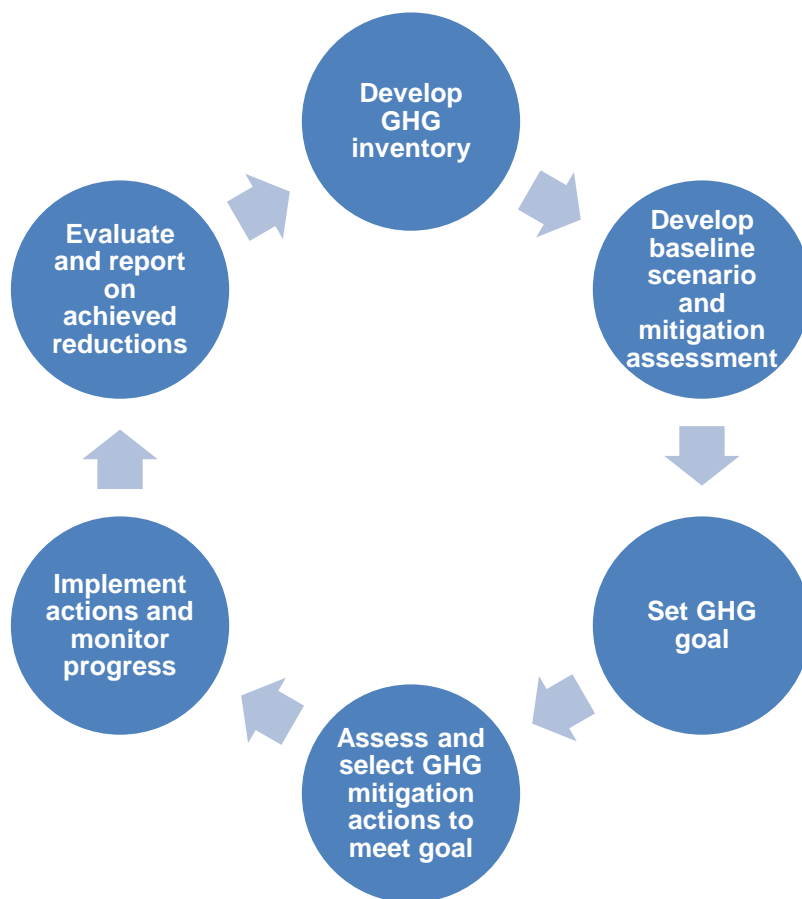 Develop
GHG
inventory
Develop
baseline
scenario
and
mitigation
assessment
Set GHG
goal
Assess and
select GHG
mitigation
actions to
meet goal
Implement
actions and
monitor
progress
Evaluate
and report
on
achieved
reductions